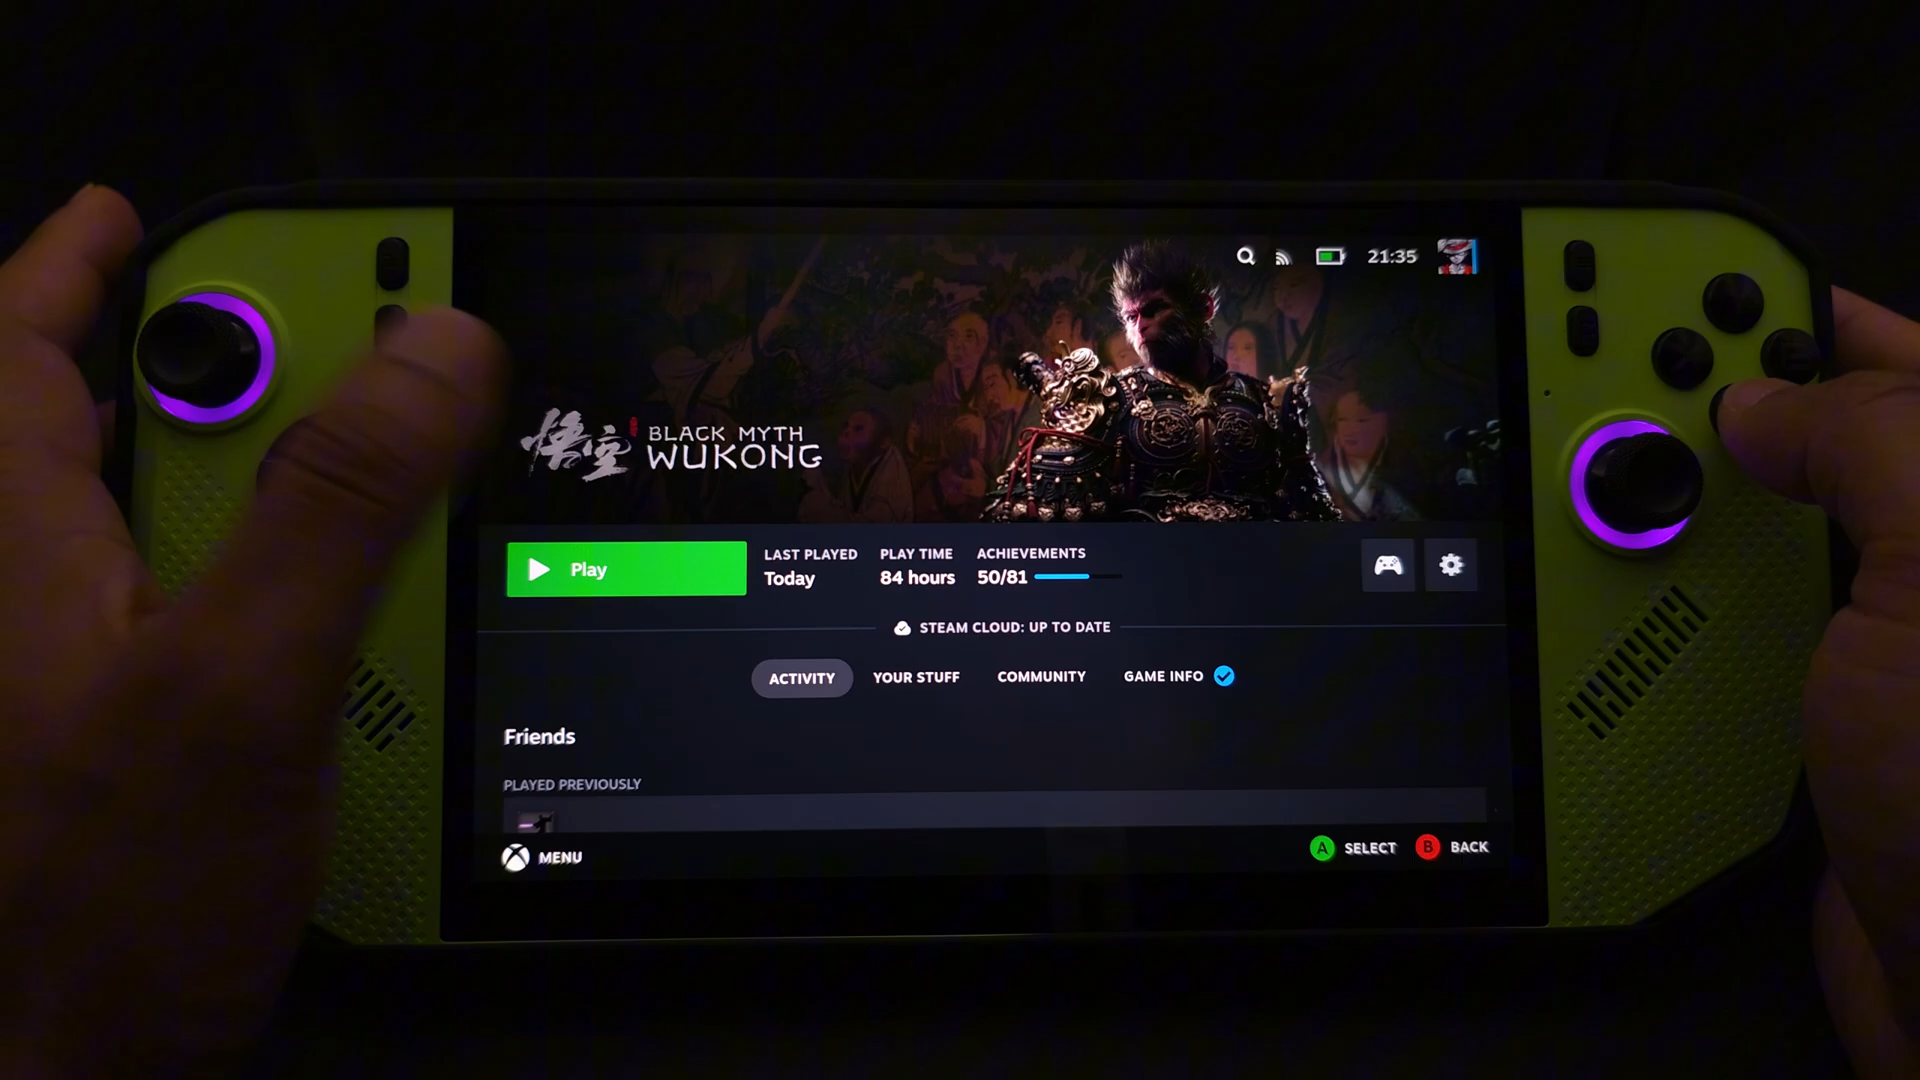 21:35
悟空
BLACK MYTH
WUKONG
Play
LAST PLAYED
Today
PLAY TIME
84 hours
ACHIEVEMENTS
50/81
STEAM CLOUD: UP TO DATE
ACTIVITY
YOUR STUFF
COMMUNITY
GAME INFO
Friends
PLAYED PREVIOUSLY
MENU
A SELECT
B BACK